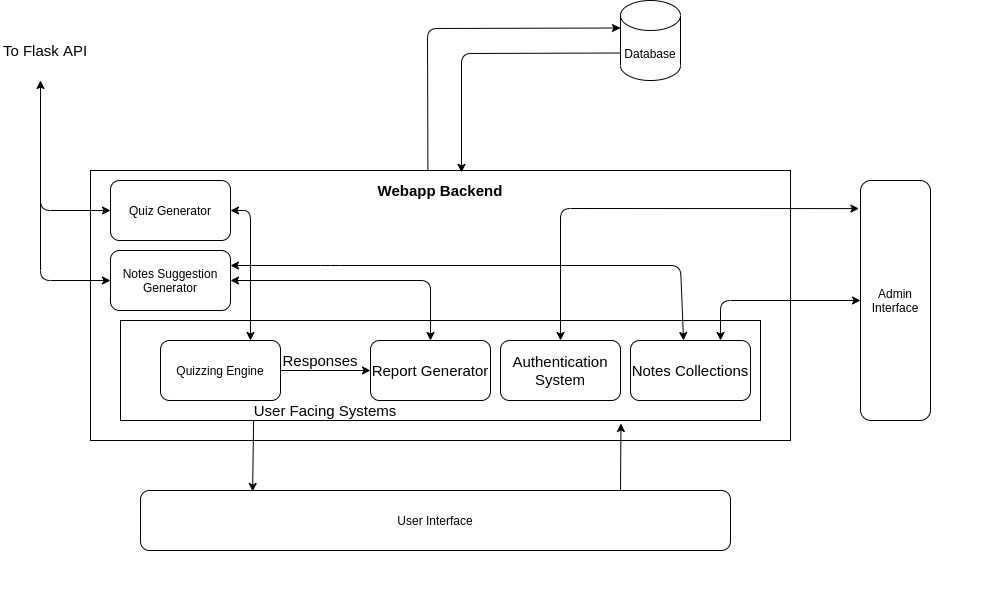 Database
To Flask API
Webapp Backend
Quiz Generator
Notes Suggestion
Generator
Admin
Interface
Quizzing Engine
Responses
Report Generator
Authentication
System
Notes Collections
User Facing Systems
User Interface